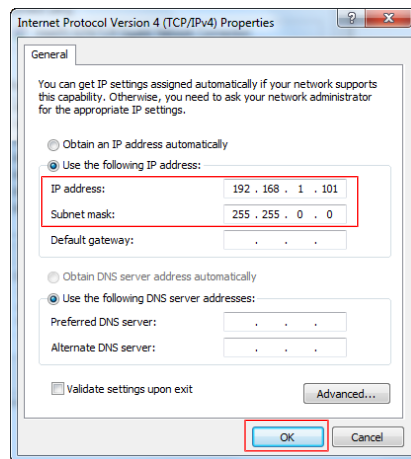 Internet Protocol Version 4 (TCP/IPv4) Properties
General
You can get IP settings assigned automatically if your network supports
this capability. Otherwise, you need to ask your network administrator
for the appropriate IP settings.
Obtain an IP address automatically
Use the following IP address:
IP address: 192 . 168 . 1 . 101
Subnet mask: 255 . 255 . 0 . 0
Default gateway: . . .
Obtain DNS server address automatically
Use the following DNS server addresses:
Preferred DNS server: . . .
Alternate DNS server: . . .
Validate settings upon exit
Advanced...
OK Cancel